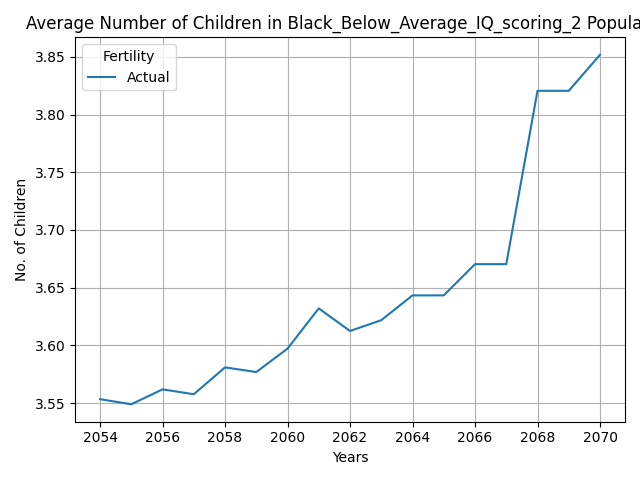 Average Number of Children in Black_Below_Average_IQ_scoring_2 Popula
Fertility
Actual
3.85
3.80
3.75
3.70
3.65
3.60
3.55
No. of Children
2054 2056 2058 2060 2062 2064 2066 2068 2070
Years